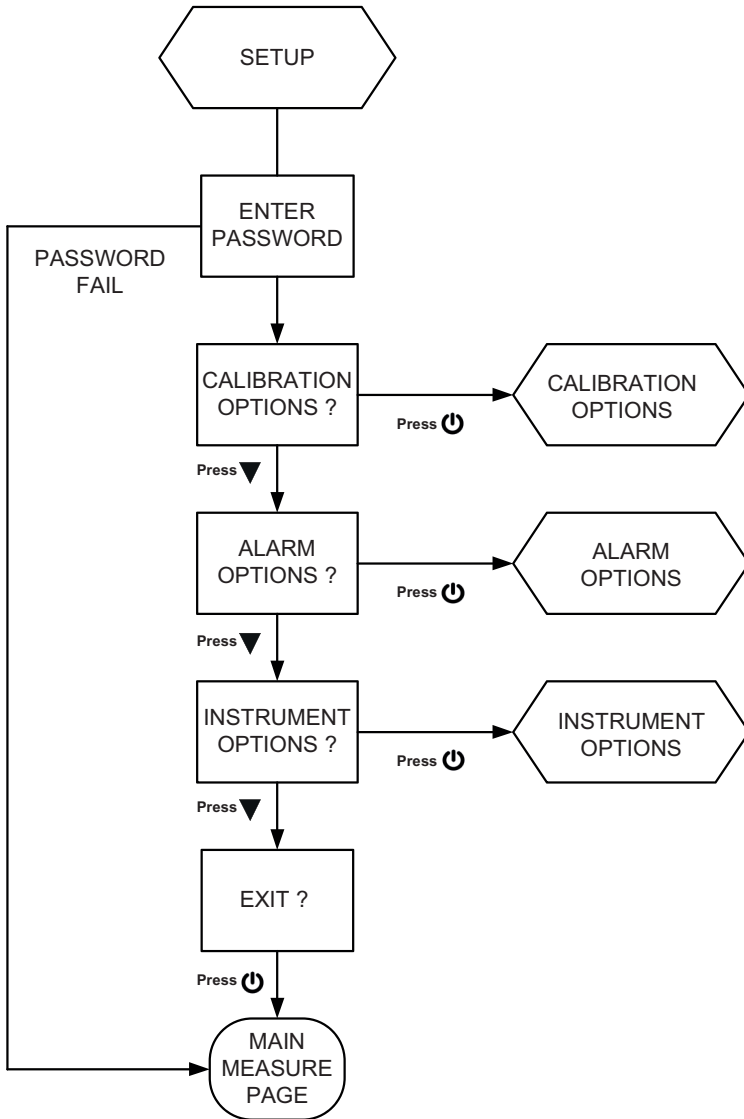 SETUP
ENTER
PASSWORD
PASSWORD
FAIL
CALIBRATION
OPTIONS ?
Press
CALIBRATION
OPTIONS
Press
ALARM
OPTIONS ?
Press
ALARM
OPTIONS
Press
INSTRUMENT
OPTIONS ?
Press
INSTRUMENT
OPTIONS
Press
EXIT ?
Press
MAIN
MEASURE
PAGE